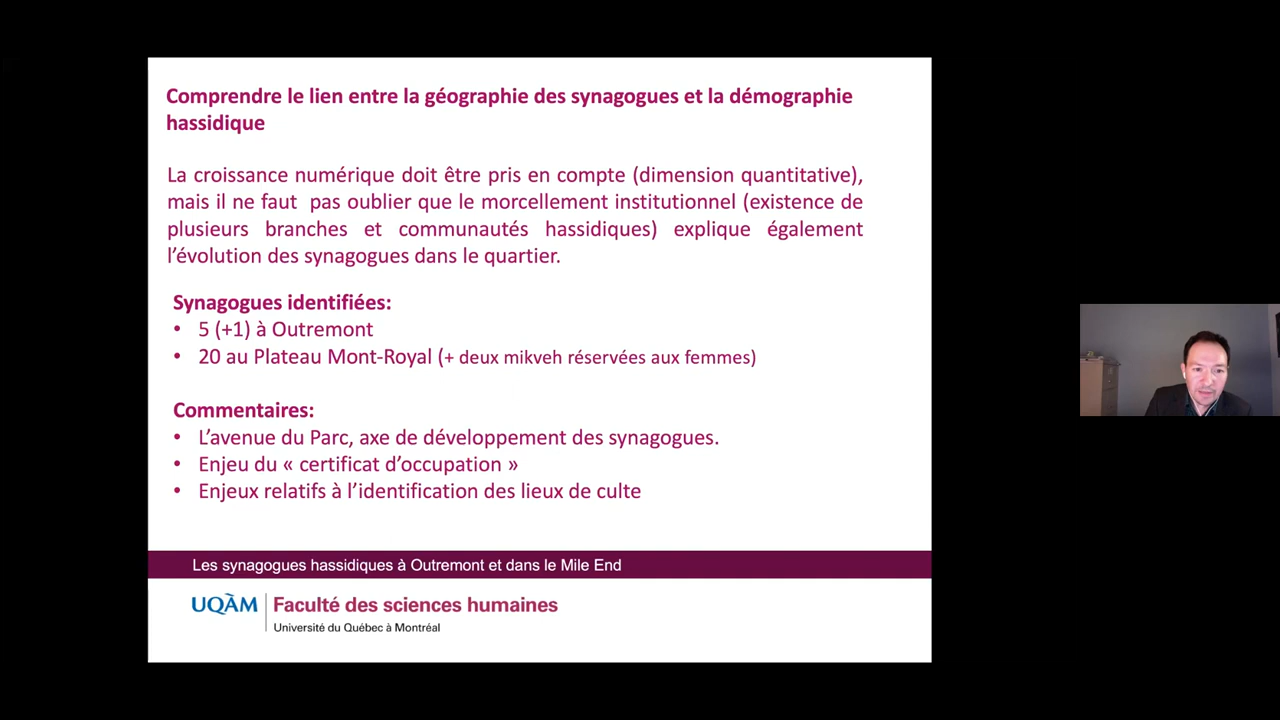 Comprendre le lien entre la géographie des synagogues et la démographie
hassidique
La croissance numérique doit être pris en compte (dimension quantitative),
mais il ne faut pas oublier que le morcellement institutionnel (existence de
plusieurs branches et communautés hassidiques) explique également
l’évolution des synagogues dans le quartier.
Synagogues identifiées:
• 5 (+1) à Outremont
• 20 au Plateau Mont-Royal (+ deux mikveh réservées aux femmes)
Commentaires:
• L’avenue du Parc, axe de développement des synagogues.
• Enjeu du « certificat d’occupation »
• Enjeux relatifs à l’identification des lieux de culte
Les synagogues hassidiques à Outremont et dans le Mile End
UQÀM Faculté des sciences humaines
Université du Québec à Montréal